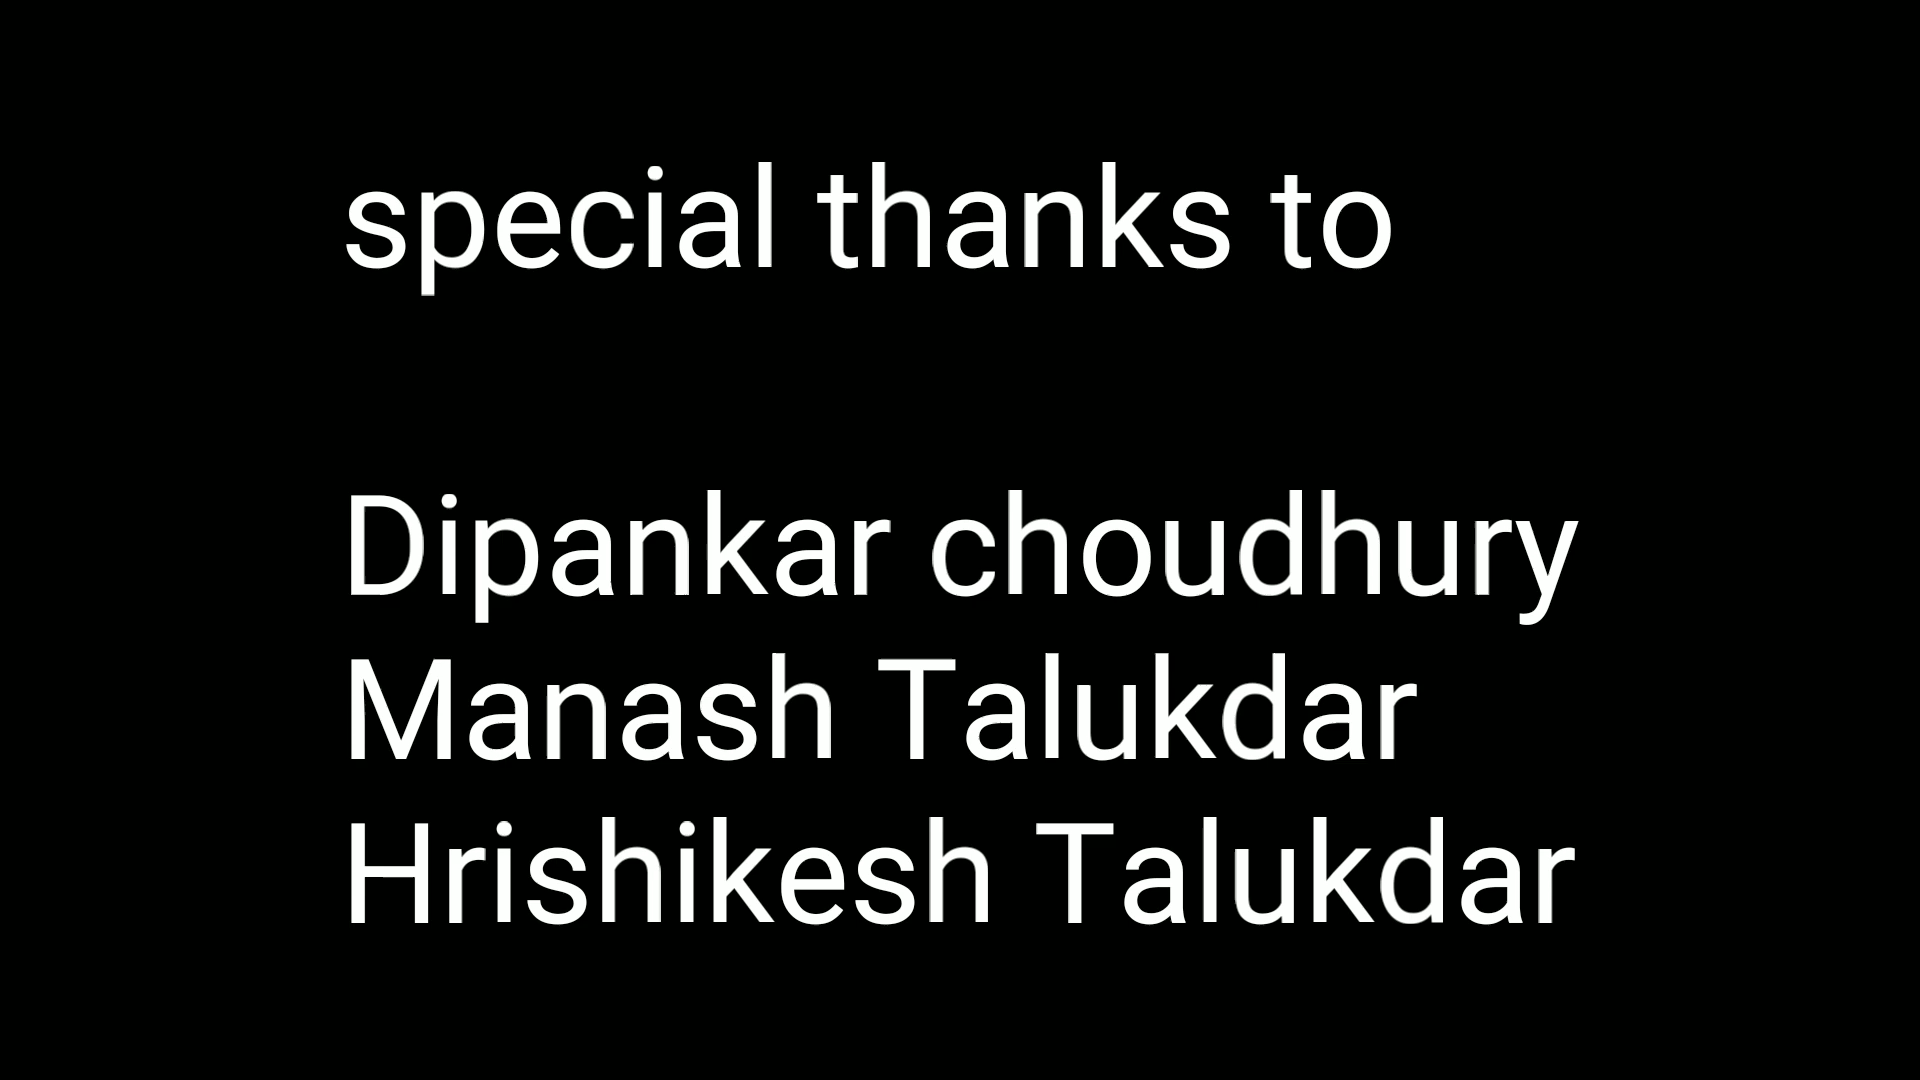 special thanks to
Dipankar choudhury
Manash Talukdar
Hrishikesh Talukdar